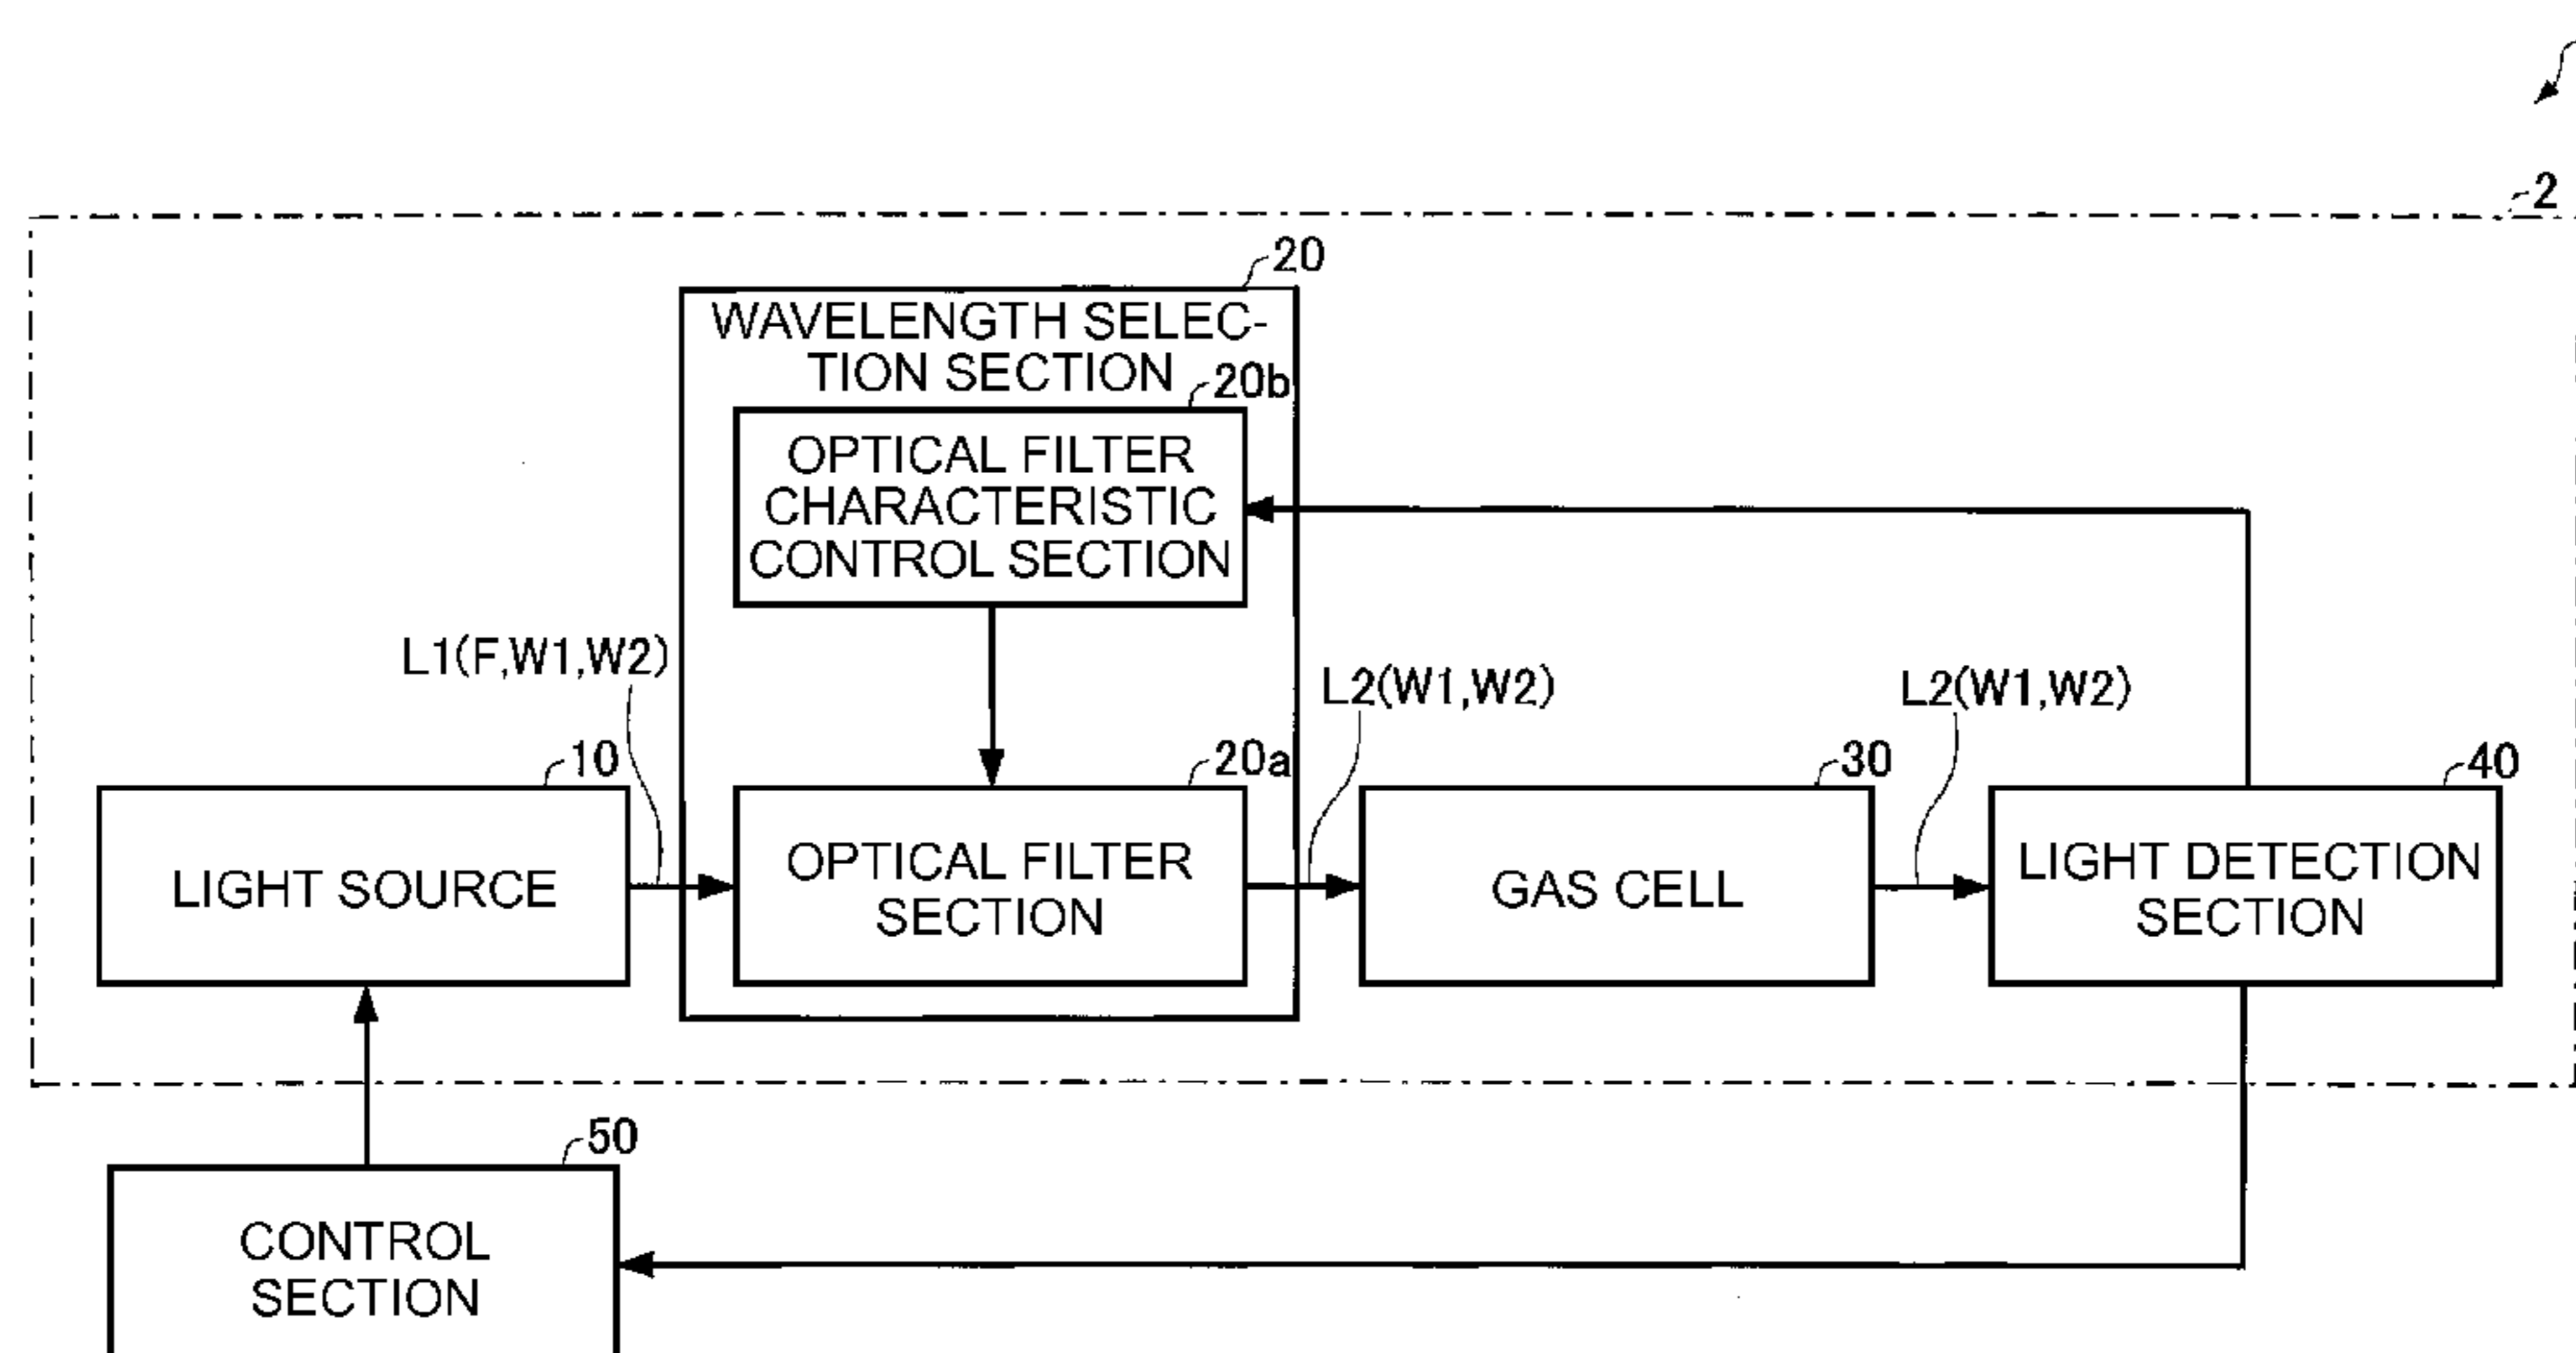 2
20
WAVELENGTH SELEC-
TION SECTION
20b
OPTICAL FILTER
CHARACTERISTIC
CONTROL SECTION
L1(F,W1,W2)
L2(W1,W2)
L2(W1,W2)
10
20a
30
40
LIGHT SOURCE
OPTICAL FILTER
SECTION
GAS CELL
LIGHT DETECTION
SECTION
50
CONTROL
SECTION